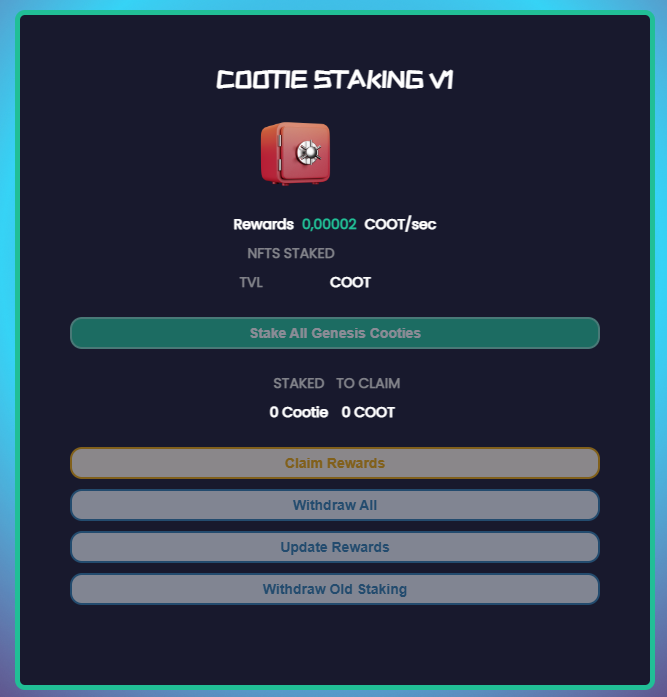 COOTIE STAKING V1
Rewards 0,00002 COOT/sec
NFTS STAKED
TVL COOT
Stake All Genesis Cooties
STAKED TO CLAIM
0 Cootie 0 COOT
Claim Rewards
Withdraw All
Update Rewards
Withdraw Old Staking